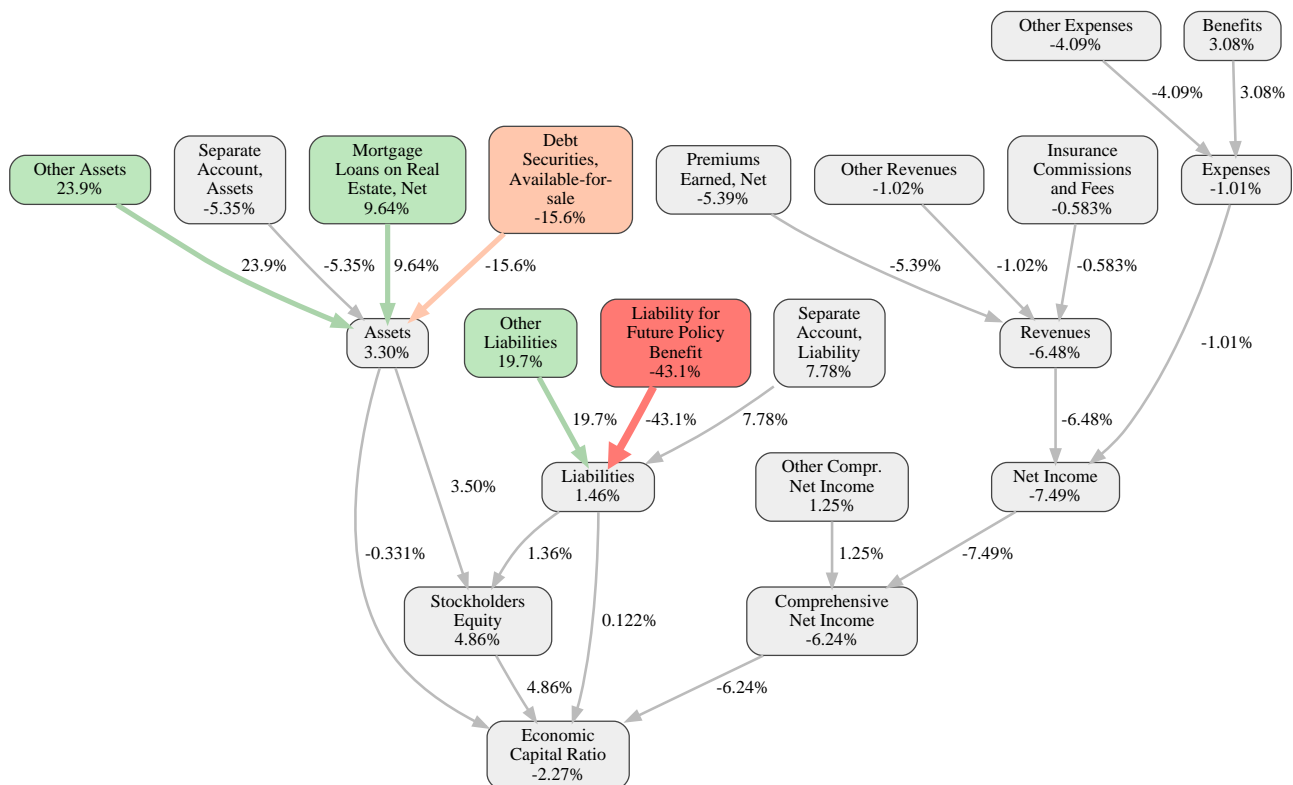 Other Expenses
-4.09%
Benefits
3.08%
-4.09%
3.08%
Other Assets
23.9%
Separate
Account,
Assets
-5.35%
Mortgage
Loans on Real
Estate, Net
9.64%
Debt
Securities,
Available-for-
sale
-15.6%
Premiums
Earned, Net
-5.39%
Other Revenues
-1.02%
Insurance
Commissions
and Fees
-0.583%
Expenses
-1.01%
23.9%
-5.35%
9.64%
-15.6%
-5.39%
-1.02%
-0.583%
-1.01%
Assets
3.30%
Other
Liabilities
19.7%
Liability for
Future Policy
Benefit
-43.1%
Separate
Account,
Liability
7.78%
Revenues
-6.48%
19.7%
-43.1%
7.78%
-6.48%
3.50%
Liabilities
1.46%
Other Compr.
Net Income
1.25%
Net Income
-7.49%
-0.331%
1.36%
1.25%
-7.49%
Stockholders
Equity
4.86%
0.122%
Comprehensive
Net Income
-6.24%
4.86%
-6.24%
Economic
Capital Ratio
-2.27%